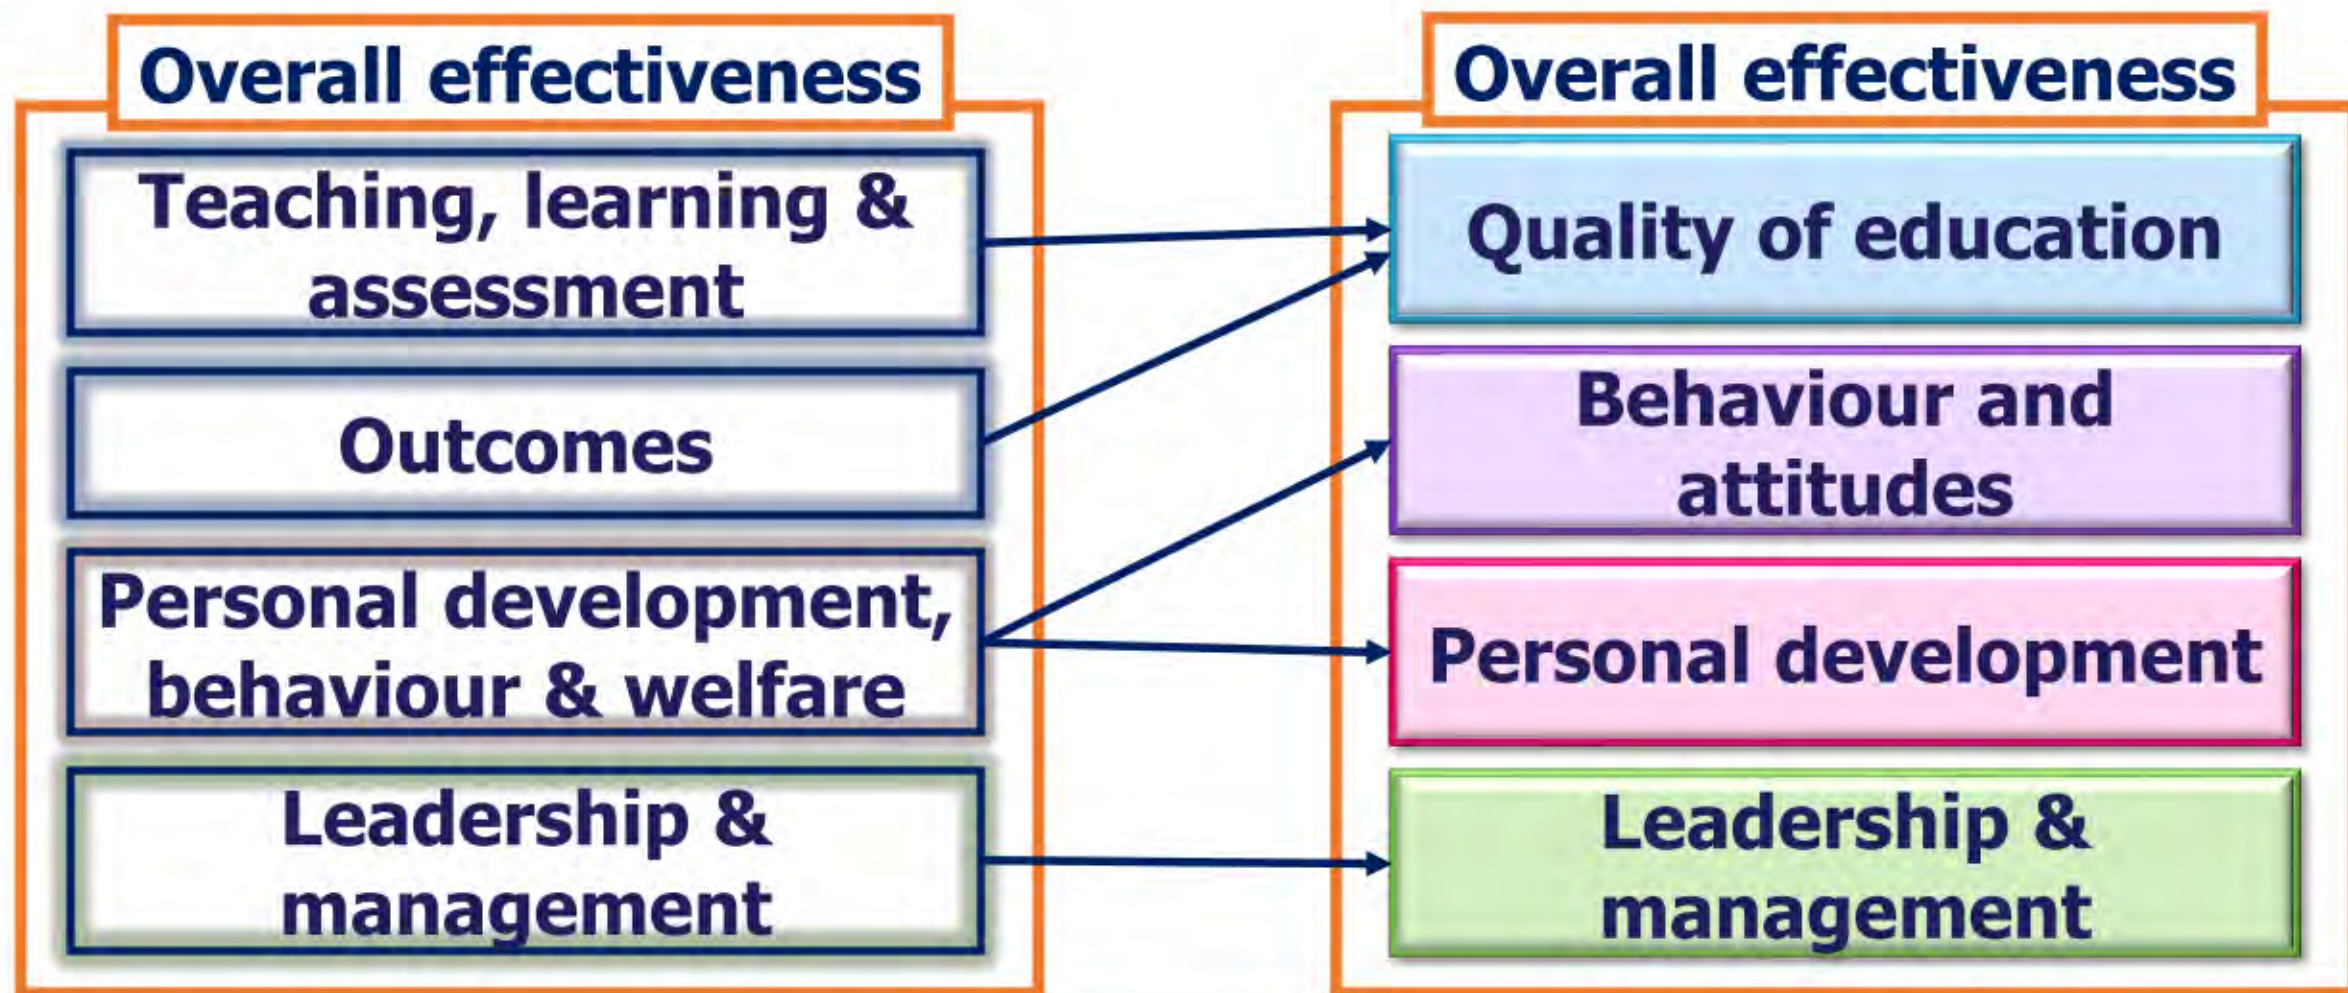 Overall effectiveness
Teaching, learning &
assessment
Outcomes
Personal development,
behaviour & welfare
Leadership &
management
Overall effectiveness
Quality of education
Behaviour and
attitudes
Personal development
Leadership &
management